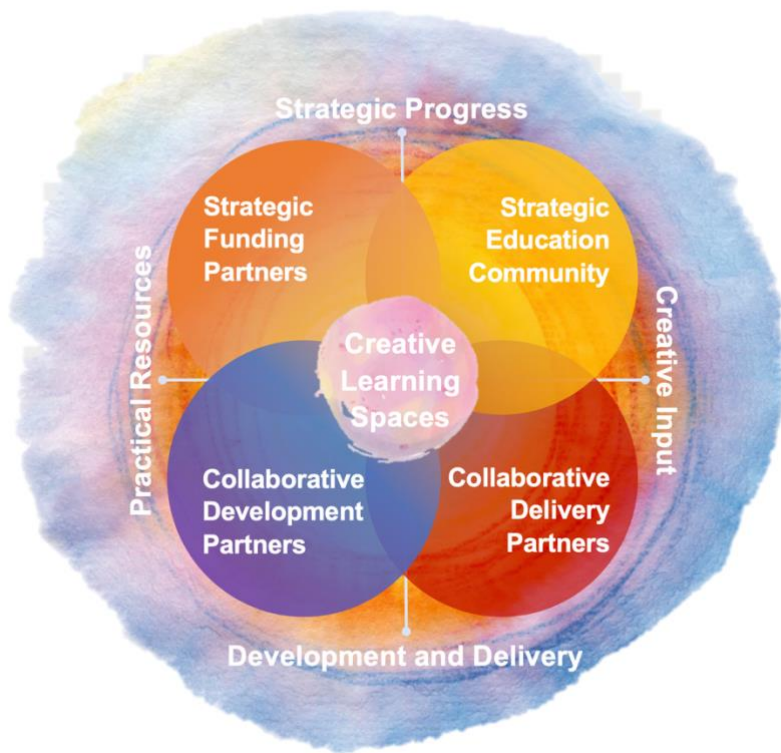 Strategic Progress
Strategic
Funding
Partners
Strategic
Education
Community
Practical Resources
Creative
Learning
Spaces
Creative Input
Collaborative
Development
Partners
Collaborative
Delivery
Partners
Development and Delivery